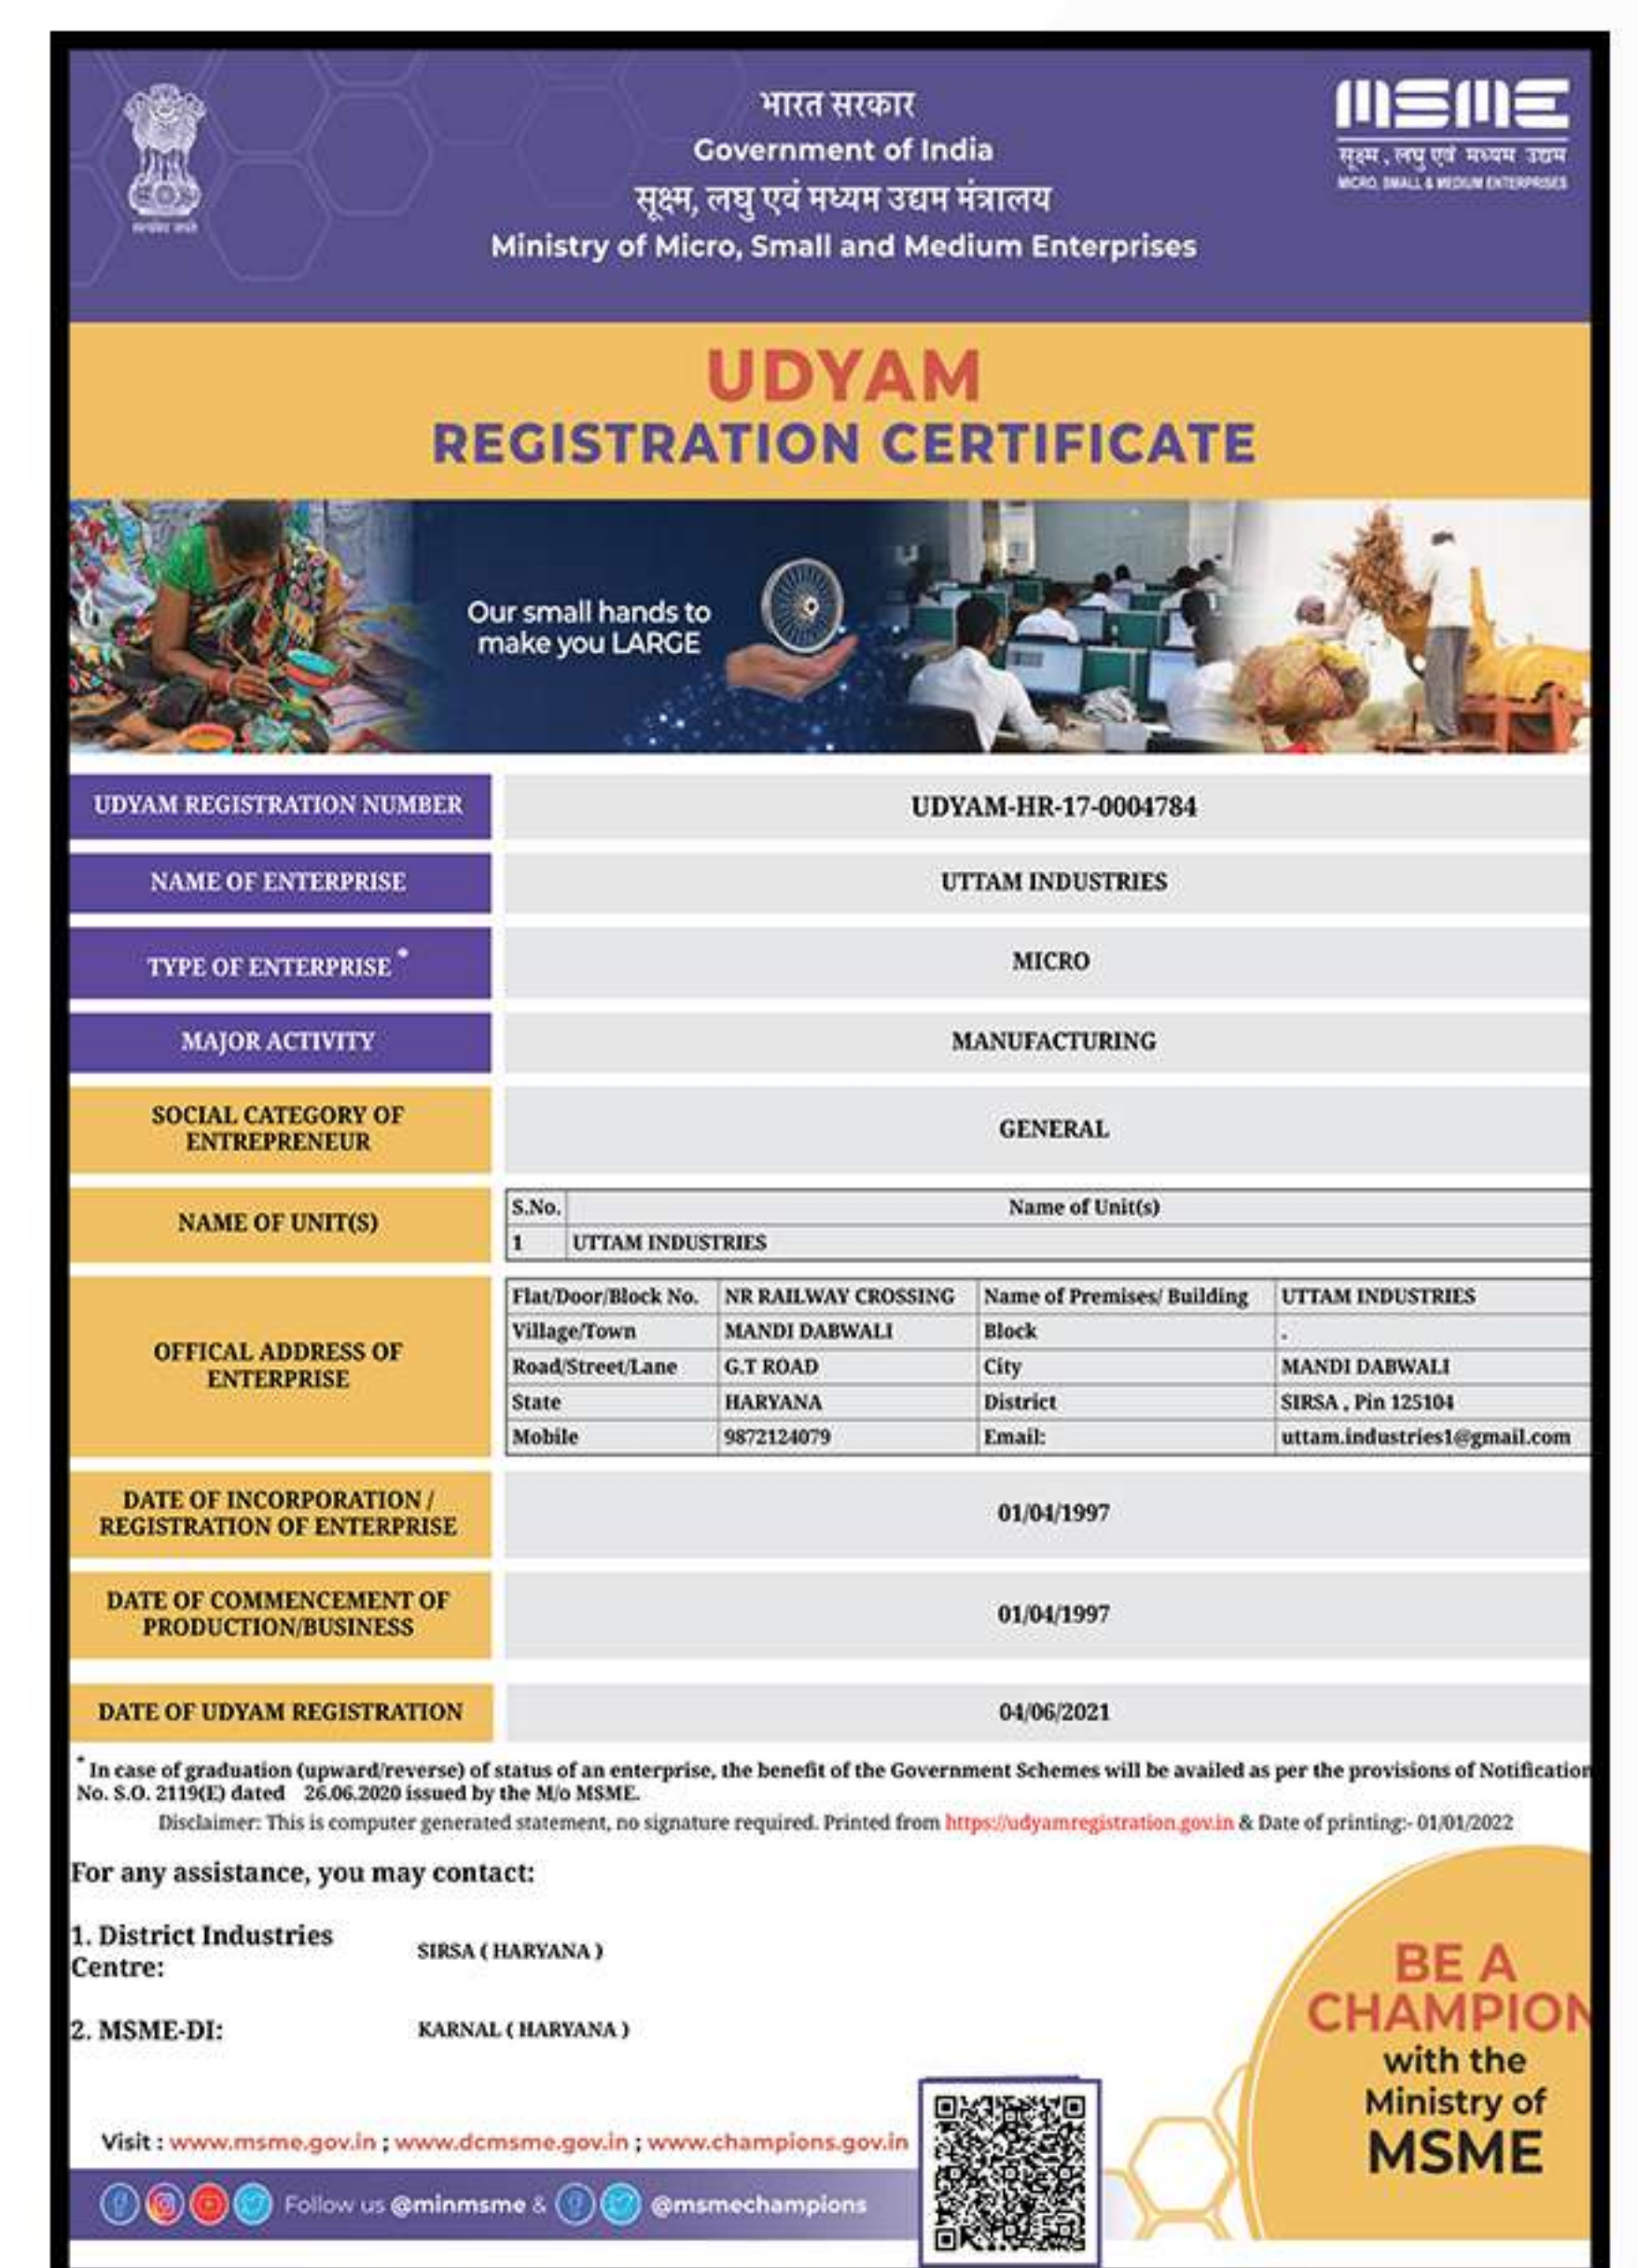 भारत सरकार
Government of India
सूक्ष्म, लघु एवं मध्यम उद्यम मंत्रालय
Ministry of Micro, Small and Medium Enterprises
MSME
सूक्ष्म, लघु एवं मध्यम उद्यम
MICRO, SMALL & MEDIUM ENTERPRISES
UDYAM
REGISTRATION CERTIFICATE
Our small hands to
make you LARGE
UDYAM REGISTRATION NUMBER UDYAM-HR-17-0004784
NAME OF ENTERPRISE UTTAM INDUSTRIES
TYPE OF ENTERPRISE * MICRO
MAJOR ACTIVITY MANUFACTURING
SOCIAL CATEGORY OF
ENTREPRENEUR
GENERAL
NAME OF UNIT(S)
S.No. Name of Unit(s)
1 UTTAM INDUSTRIES
OFFICAL ADDRESS OF
ENTERPRISE
Flat/Door/Block No. NR RAILWAY CROSSING Name of Premises/ Building UTTAM INDUSTRIES
Village/Town MANDI DABWALI Block .
Road/Street/Lane G.T ROAD City MANDI DABWALI
State HARYANA District SIRSA , Pin 125104
Mobile 9872124079 Email: uttam.industries1@gmail.com
DATE OF INCORPORATION /
REGISTRATION OF ENTERPRISE
01/04/1997
DATE OF COMMENCEMENT OF
PRODUCTION/BUSINESS
01/04/1997
DATE OF UDYAM REGISTRATION 04/06/2021
* In case of graduation (upward/reverse) of status of an enterprise, the benefit of the Government Schemes will be availed as per the provisions of Notification
No. S.O. 2119(E) dated 26.06.2020 issued by the M/o MSME.
Disclaimer: This is computer generated statement, no signature required. Printed from https://udyamregistration.gov.in & Date of printing:- 01/01/2022
For any assistance, you may contact:
1. District Industries
Centre:
SIRSA ( HARYANA )
2. MSME-DI: KARNAL ( HARYANA )
BE A
CHAMPION
with the
Ministry of
MSME
Visit : www.msme.gov.in ; www.dcmsme.gov.in ; www.champions.gov.in
Follow us @minmsme & @msmechampions